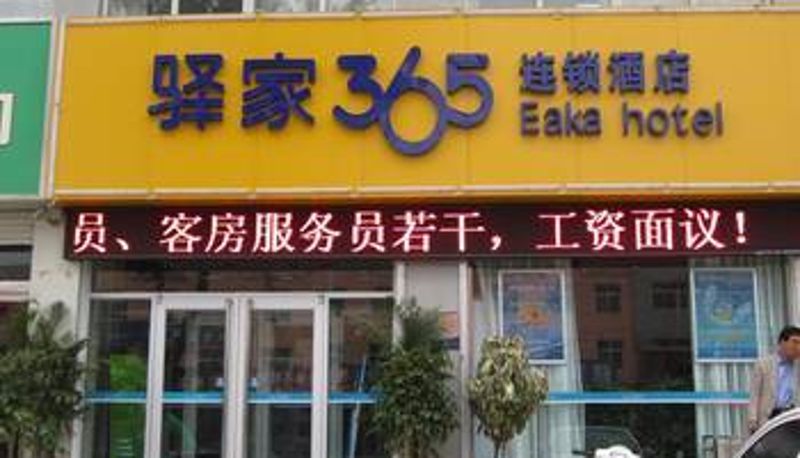 驿家365 连锁酒店
Eaka hotel
员、客房服务员若干，工资面议！